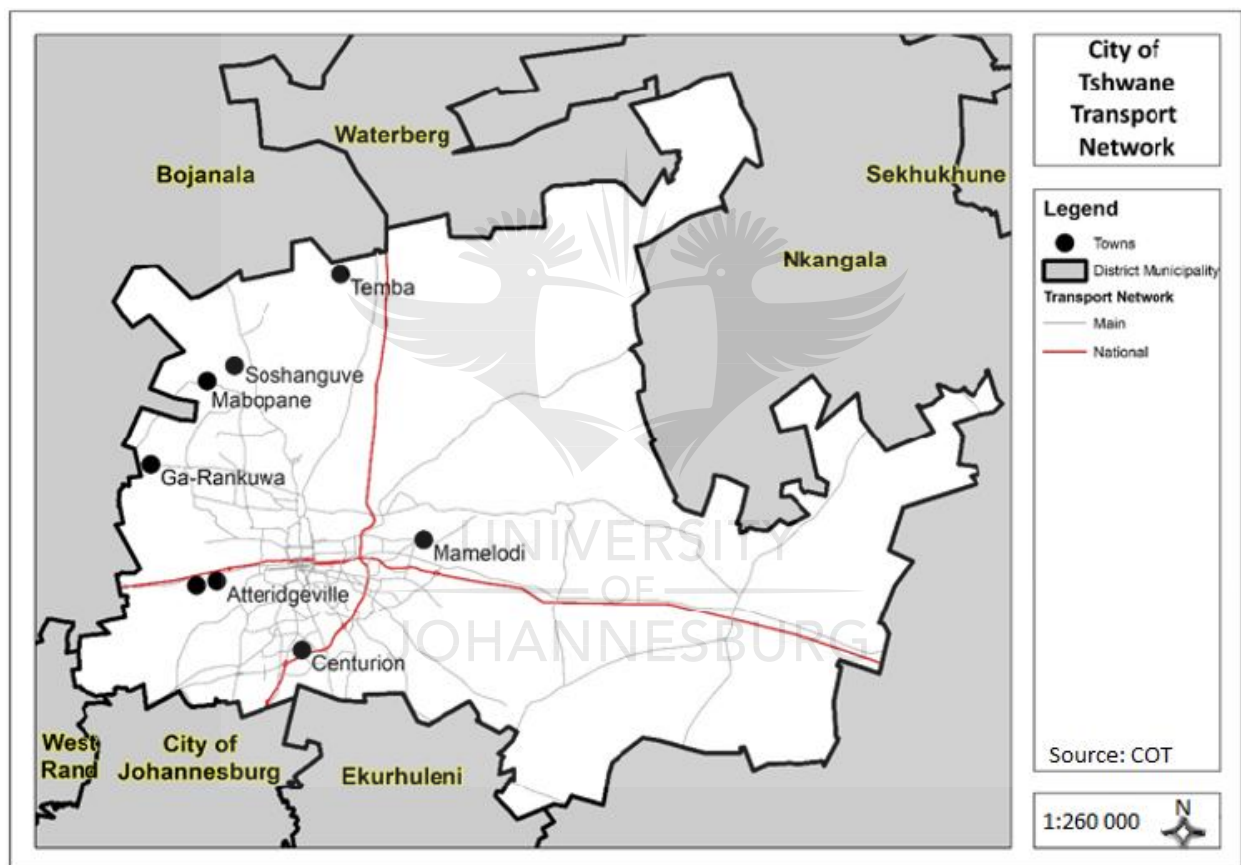 City of
Tshwane
Transport
Network
Waterberg
Bojanala
Sekhukhune
Nkangala
Temba
Soshanguve
Mabopane
Ga-Rankuwa
Mamelodi
Atteridgeville
Centurion
West
Rand
City of
Johannesburg
Ekurhuleni
UNIVERSITY
OF
JOHANNESBURG
Legend
Towns
District Municipality
Transport Network
Main
National
Source: COT
1:260 000
N